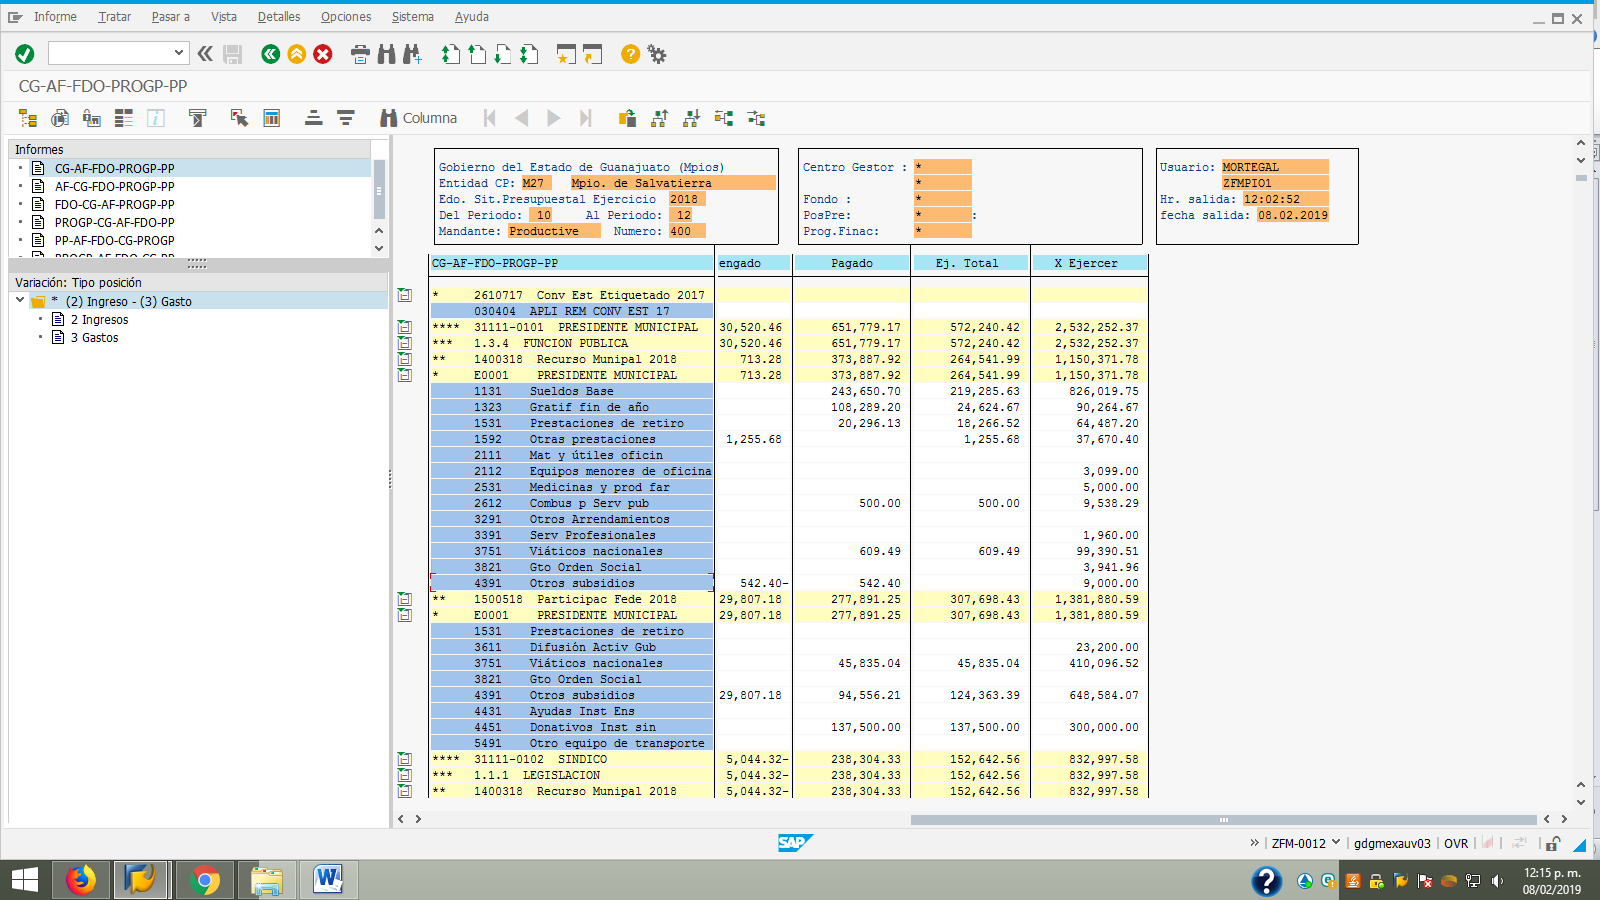 Informe Tratar Pasar a Vista Detalles Opciones Sistema Ayuda
CG-AF-FDO-PROGP-PP
Columna
Informes
CG-AF-FDO-PROGP-PP
AF-CG-FDO-PROGP-PP
FDO-CG-AF-PROGP-PP
PROGP-CG-AF-FDO-PP
PP-AF-FDO-CG-PROGP
Variación: Tipo posición
* (2) Ingreso - (3) Gasto
2 Ingresos
3 Gastos
Gobierno del Estado de Guanajuato (Mpios)
Entidad CP: M27 Mpio. de Salvatierra
Edo. Sit.Presupuestal Ejercicio 2018
Del Periodo: 10 Al Periodo: 12
Mandante: Productive Numero: 400
Centro Gestor : *
*
Fondo : *
PosPre: * :
Prog.Finac: *
Usuario: MORTEGAL
ZFMPIO1
Hr. salida: 12:02:52
fecha salida: 08.02.2019
CG-AF-FDO-PROGP-PP engado Pagado Ej. Total X Ejercer
* 2610717 Conv Est Etiquetado 2017
030404 APLI REM CONV EST 17
**** 31111-0101 PRESIDENTE MUNICIPAL 30,520.46 651,779.17 572,240.42 2,532,252.37
*** 1.3.4 FUNCION PUBLICA 30,520.46 651,779.17 572,240.42 2,532,252.37
** 1400318 Recurso Munipal 2018 713.28 373,887.92 264,541.99 1,150,371.78
* E0001 PRESIDENTE MUNICIPAL 713.28 373,887.92 264,541.99 1,150,371.78
1131 Sueldos Base 243,650.70 219,285.63 826,019.75
1323 Gratif fin de año 108,289.20 24,624.67 90,264.67
1531 Prestaciones de retiro 20,296.13 18,266.52 64,487.20
1592 Otras prestaciones 1,255.68 1,255.68 37,670.40
2111 Mat y útiles oficin
2112 Equipos menores de oficina 3,099.00
2531 Medicinas y prod far 5,000.00
2612 Combus p Serv pub 500.00 500.00 9,538.29
3291 Otros Arrendamientos
3391 Serv Profesionales 1,960.00
3751 Viáticos nacionales 609.49 609.49 99,390.51
3821 Gto Orden Social 3,941.96
4391 Otros subsidios 542.40- 542.40 9,000.00
** 1500518 Participac Fede 2018 29,807.18 277,891.25 307,698.43 1,381,880.59
* E0001 PRESIDENTE MUNICIPAL 29,807.18 277,891.25 307,698.43 1,381,880.59
1531 Prestaciones de retiro
3611 Difusión Activ Gub 23,200.00
3751 Viáticos nacionales 45,835.04 45,835.04 410,096.52
3821 Gto Orden Social
4391 Otros subsidios 29,807.18 94,556.21 124,363.39 648,584.07
4431 Ayudas Inst Ens
4451 Donativos Inst sin 137,500.00 137,500.00 300,000.00
5491 Otro equipo de transporte
**** 31111-0102 SINDICO 5,044.32- 238,304.33 152,642.56 832,997.58
*** 1.1.1 LEGISLACION 5,044.32- 238,304.33 152,642.56 832,997.58
** 1400318 Recurso Munipal 2018 5,044.32- 238,304.33 152,642.56 832,997.58
SAP
ZFM-0012 gdgmexauv03 OVR
12:15 p. m.
08/02/2019